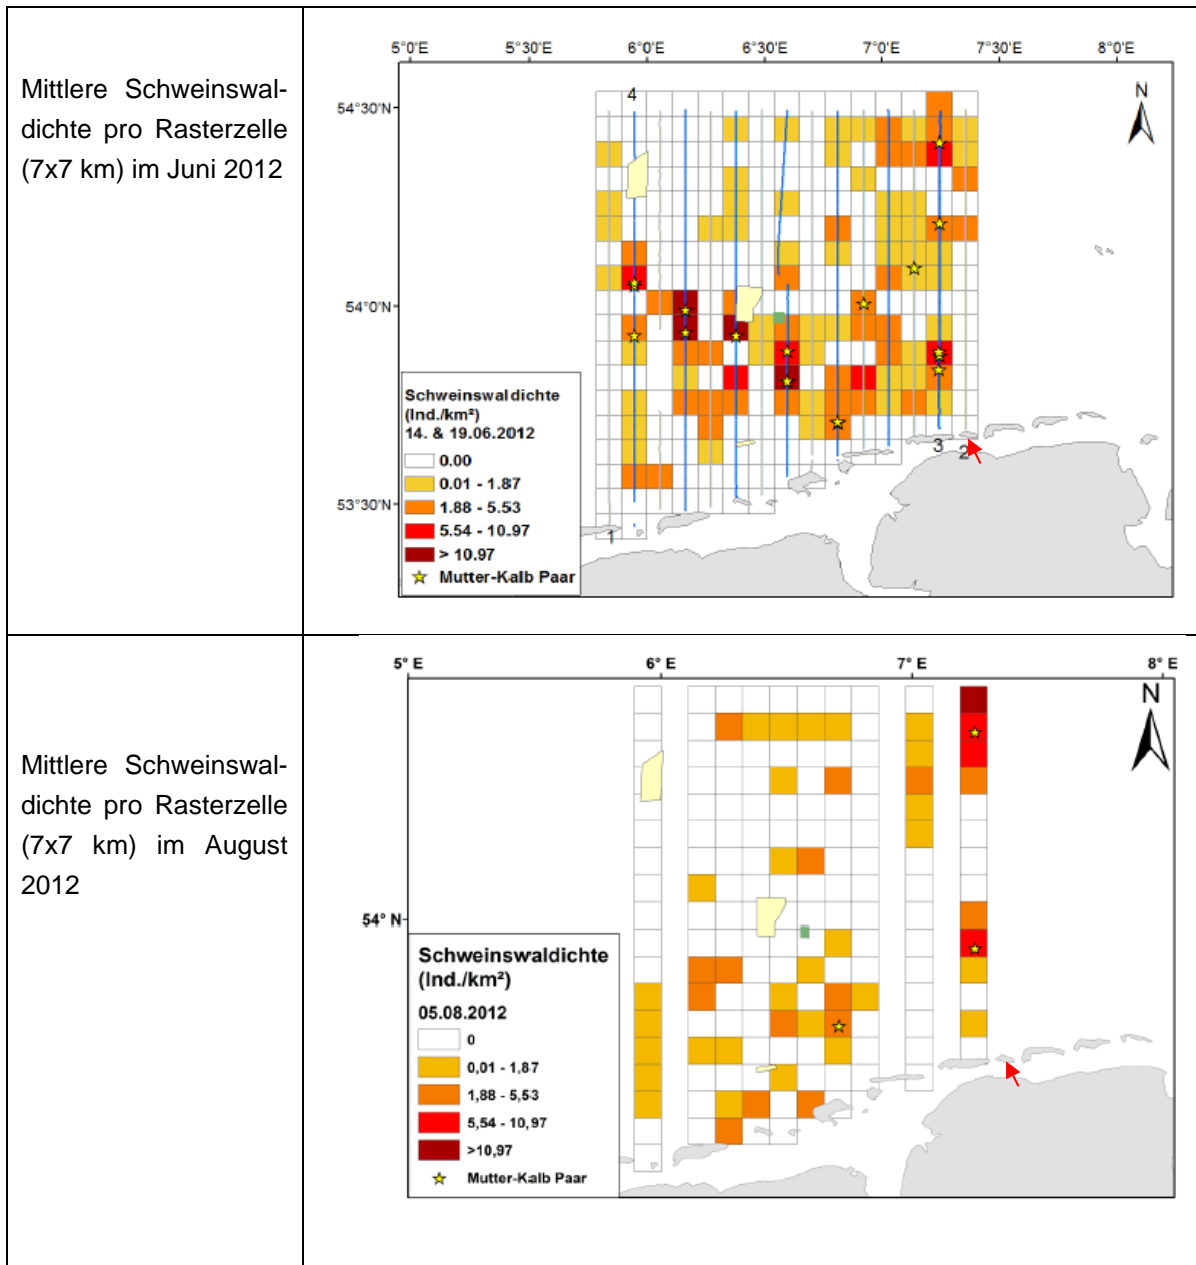 Mittlere Schweinswal-
dichte pro Rasterzelle
(7x7 km) im Juni 2012
5°0'E 5°30'E 6°0'E 6°30'E 7°0'E 7°30'E 8°0'E
54°30'N
54°0'N
53°30'N
N
4
3
2
1
Schweinswaldichte
(Ind./km²)
14. & 19.06.2012
0.00
0.01 - 1.87
1.88 - 5.53
5.54 - 10.97
> 10.97
Mutter-Kalb Paar
Mittlere Schweinswal-
dichte pro Rasterzelle
(7x7 km) im August
2012
5° E 6° E 7° E 8° E
N
54° N
Schweinswaldichte
(Ind./km²)
05.08.2012
0
0,01 - 1,87
1,88 - 5,53
5,54 - 10,97
>10,97
Mutter-Kalb Paar